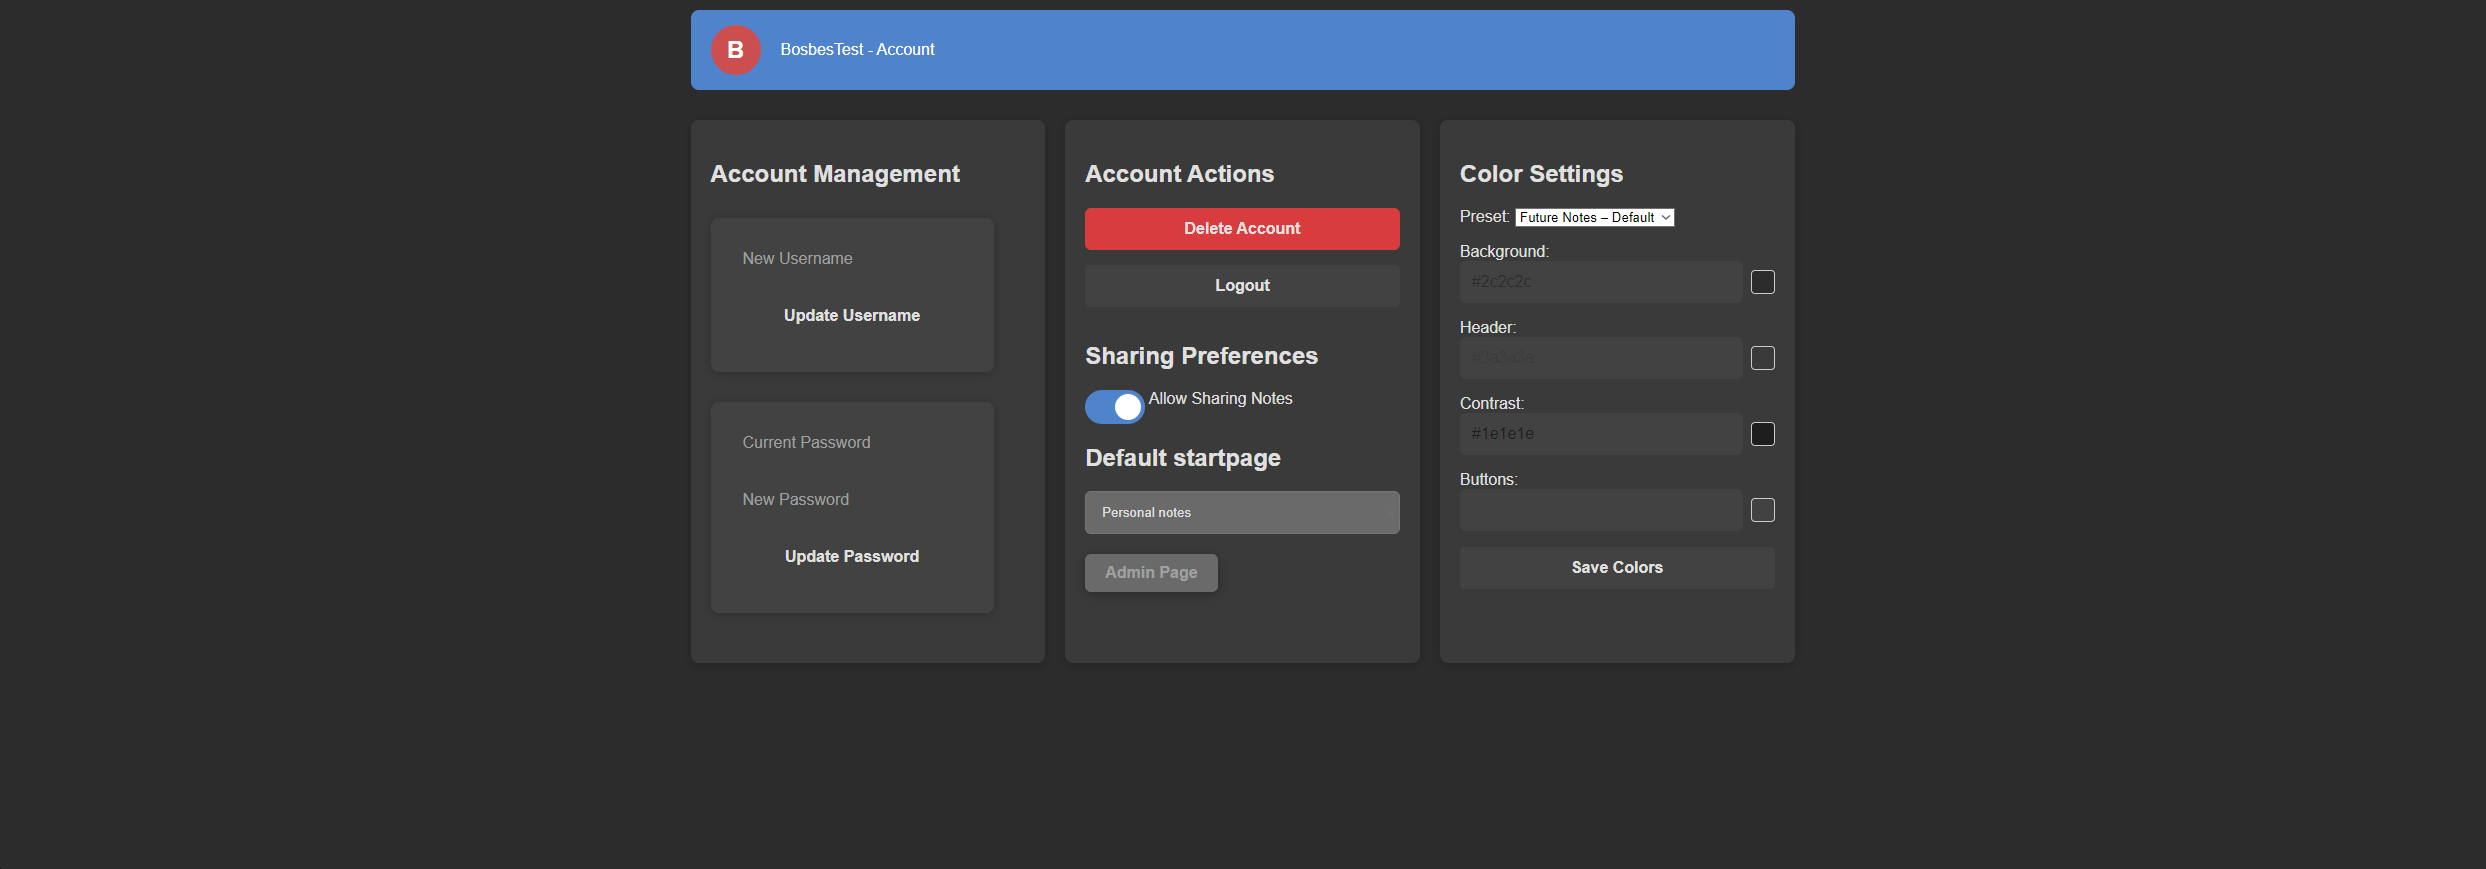 B
BosbesTest - Account
Account Management
New Username
Update Username
Current Password
New Password
Update Password
Account Actions
Delete Account
Logout
Sharing Preferences
Allow Sharing Notes
Default startpage
Personal notes
Admin Page
Color Settings
Preset: Future Notes – Default
Background:
#2c2c2c
Header:
#3a3a3a
Contrast:
#1e1e1e
Buttons:
Save Colors